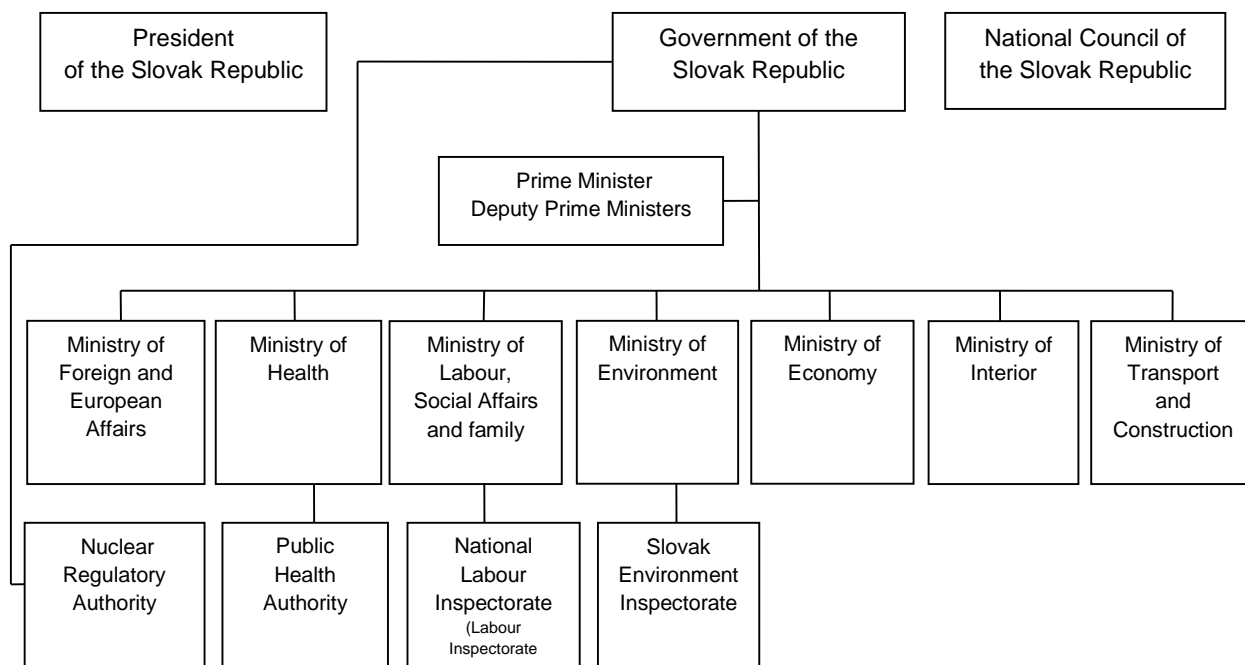 President
of the Slovak Republic
Government of the
Slovak Republic
National Council of
the Slovak Republic
Prime Minister
Deputy Prime Ministers
Ministry of
Foreign and
European
Affairs
Ministry of
Health
Ministry of
Labour,
Social Affairs
and family
Ministry of
Environment
Ministry of
Economy
Ministry of
Interior
Ministry of
Transport
and
Construction
Nuclear
Regulatory
Authority
Public
Health
Authority
National
Labour
Inspectorate
(Labour
Inspectorate
Slovak
Environment
Inspectorate